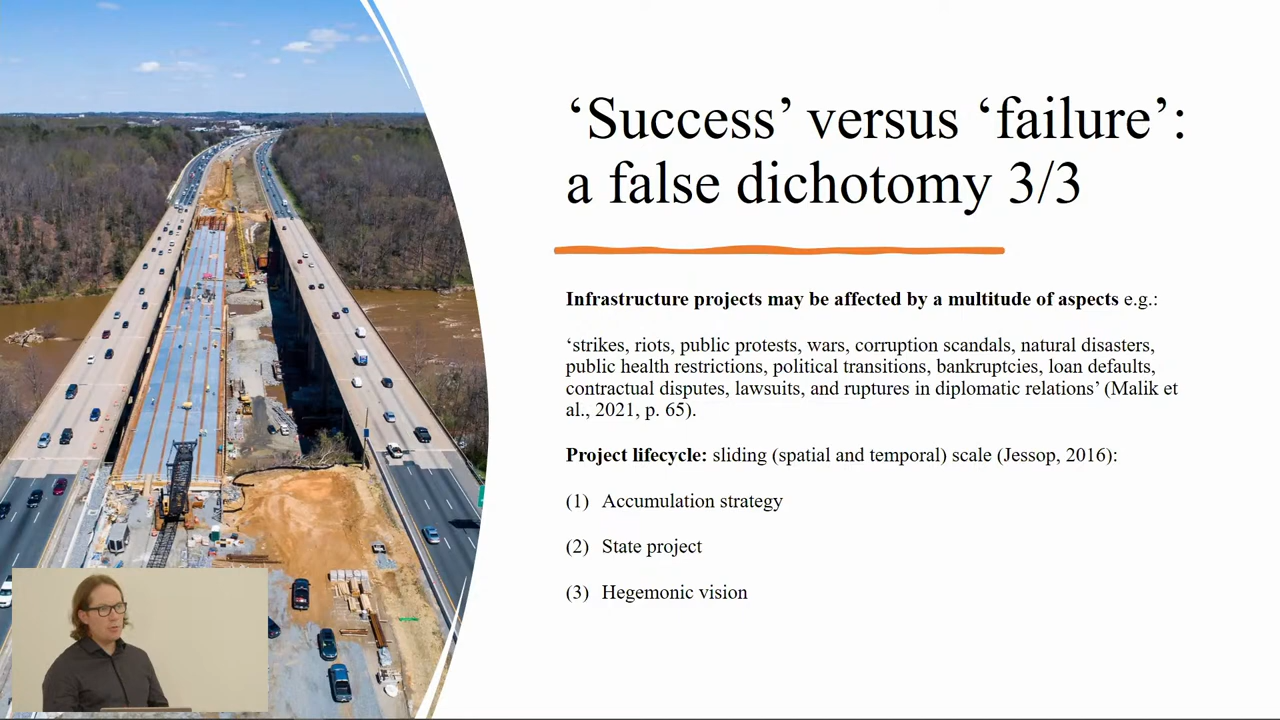 ‘Success’ versus ‘failure’:
a false dichotomy 3/3
Infrastructure projects may be affected by a multitude of aspects e.g.:
‘strikes, riots, public protests, wars, corruption scandals, natural disasters,
public health restrictions, political transitions, bankruptcies, loan defaults,
contractual disputes, lawsuits, and ruptures in diplomatic relations’ (Malik et
al., 2021, p. 65).
Project lifecycle: sliding (spatial and temporal) scale (Jessop, 2016):
(1) Accumulation strategy
(2) State project
(3) Hegemonic vision